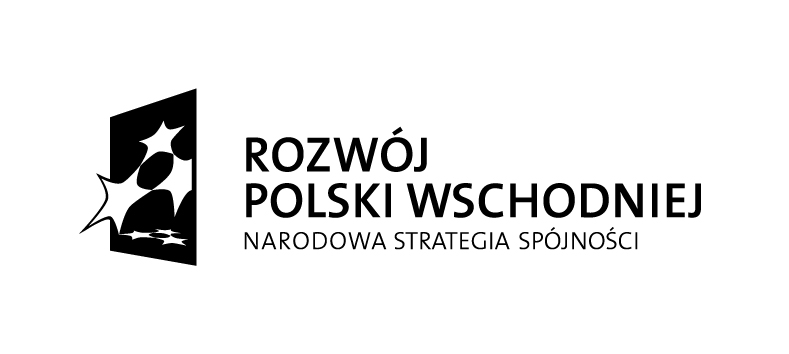 ROZWÓJ
POLSKI WSCHODNIEJ
NARODOWA STRATEGIA SPÓJNOŚCI